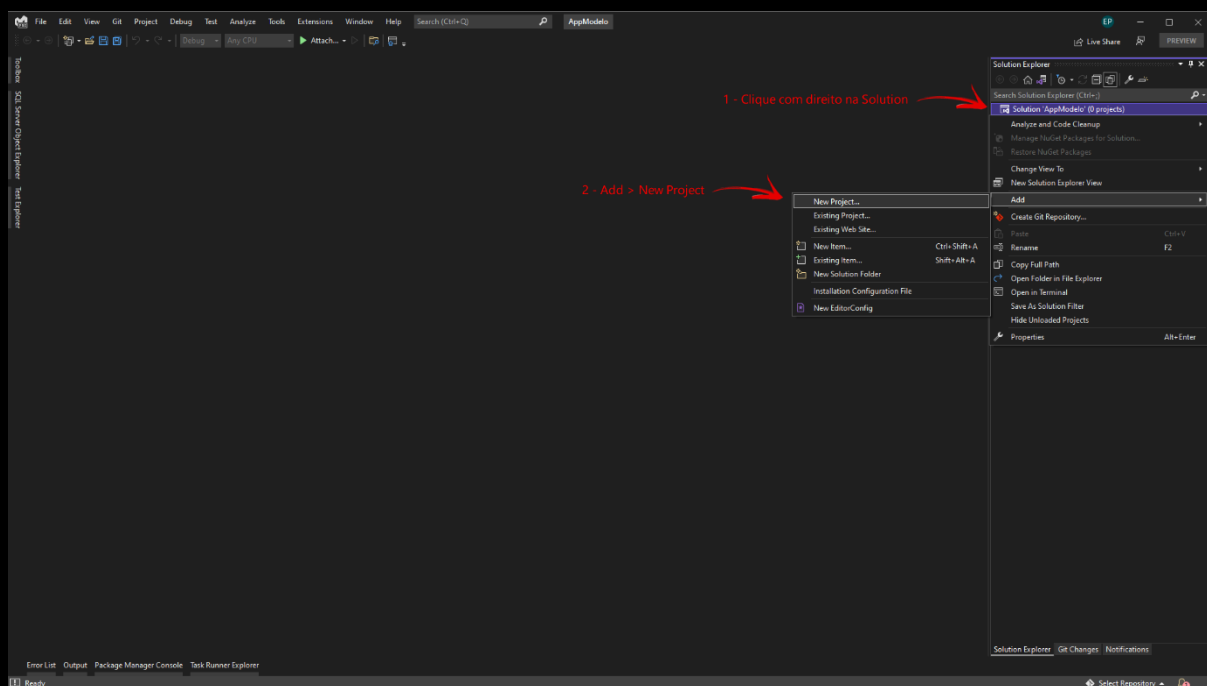 File Edit View Git Project Debug Test Analyze Tools Extensions Window Help Search (Ctrl+Q) AppModelo EP
Debug Any CPU Attach... Live Share PREVIEW
Toolbox
SQL Server Object Explorer
Test Explorer
Solution Explorer
Search Solution Explorer (Ctrl+;)
1 - Clique com direito na Solution
Solution 'AppModelo' (0 projects)
Analyze and Code Cleanup
Manage NuGet Packages for Solution...
Restore NuGet Packages
Change View To
New Solution Explorer View
2 - Add > New Project
Add
New Project...
Existing Project...
Existing Web Site...
New Item... Ctrl+Shift+A
Existing Item... Shift+Alt+A
New Solution Folder
Installation Configuration File
New EditorConfig
Create Git Repository...
Paste Ctrl+V
Rename F2
Copy Full Path
Open Folder in File Explorer
Open in Terminal
Save As Solution Filter
Hide Unloaded Projects
Properties Alt+Enter
Solution Explorer Git Changes Notifications
Error List Output Package Manager Console Task Runner Explorer
Ready Select Repository